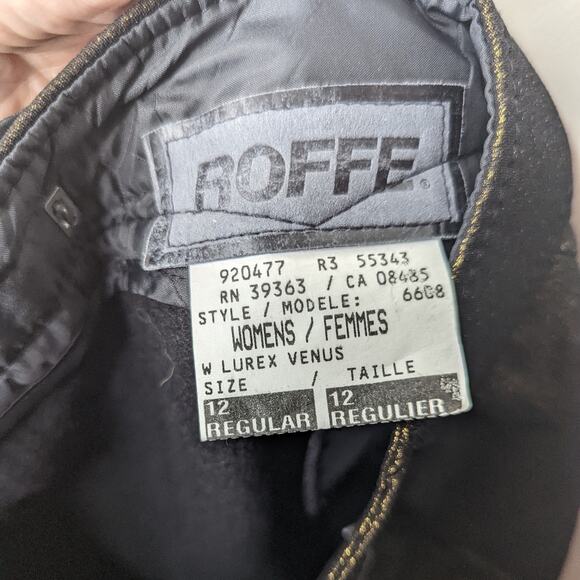 ROFFE®
920477 R3 55343
RN 39363 / CA 08485
STYLE / MODELE: 6608
WOMENS / FEMMES
W LUREX VENUS
SIZE / TAILLE
12 12
REGULAR REGULIER